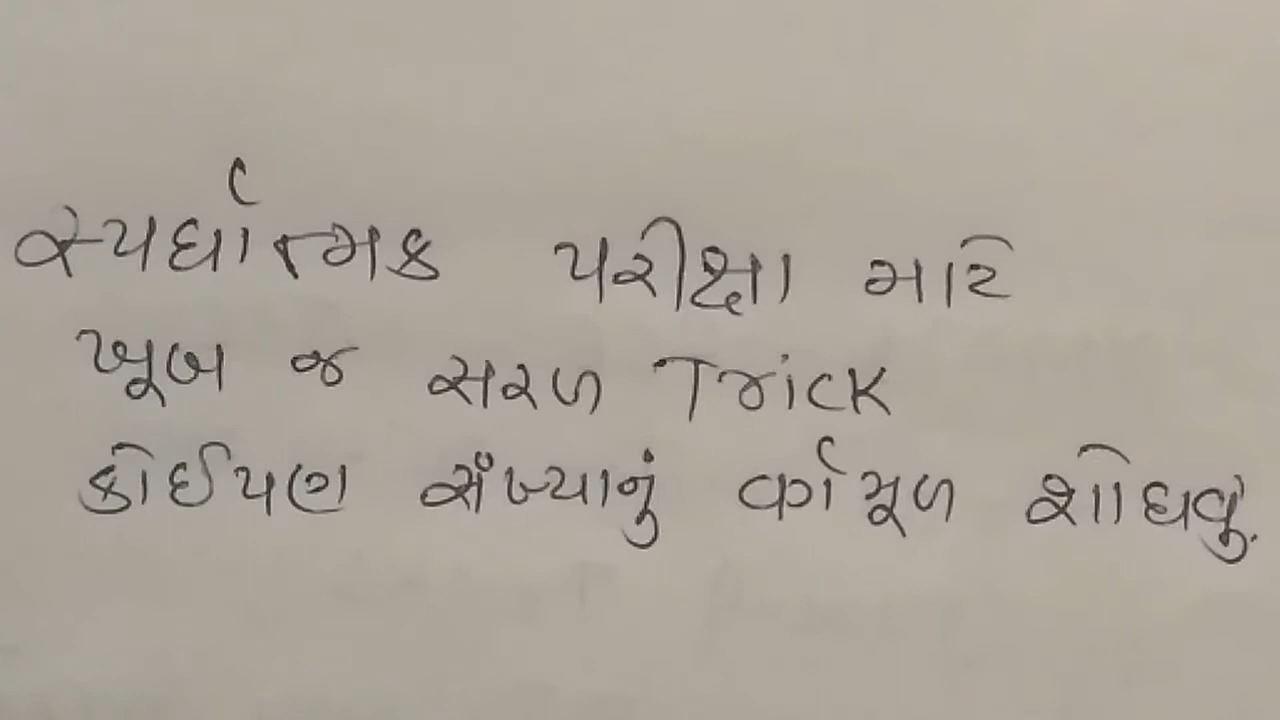 સ્પર્ધાત્મક પરીક્ષા માટે
ખૂબ જ સરળ Trick
કોઈપણ સંખ્યાનું વર્ગમૂળ શોધવું.